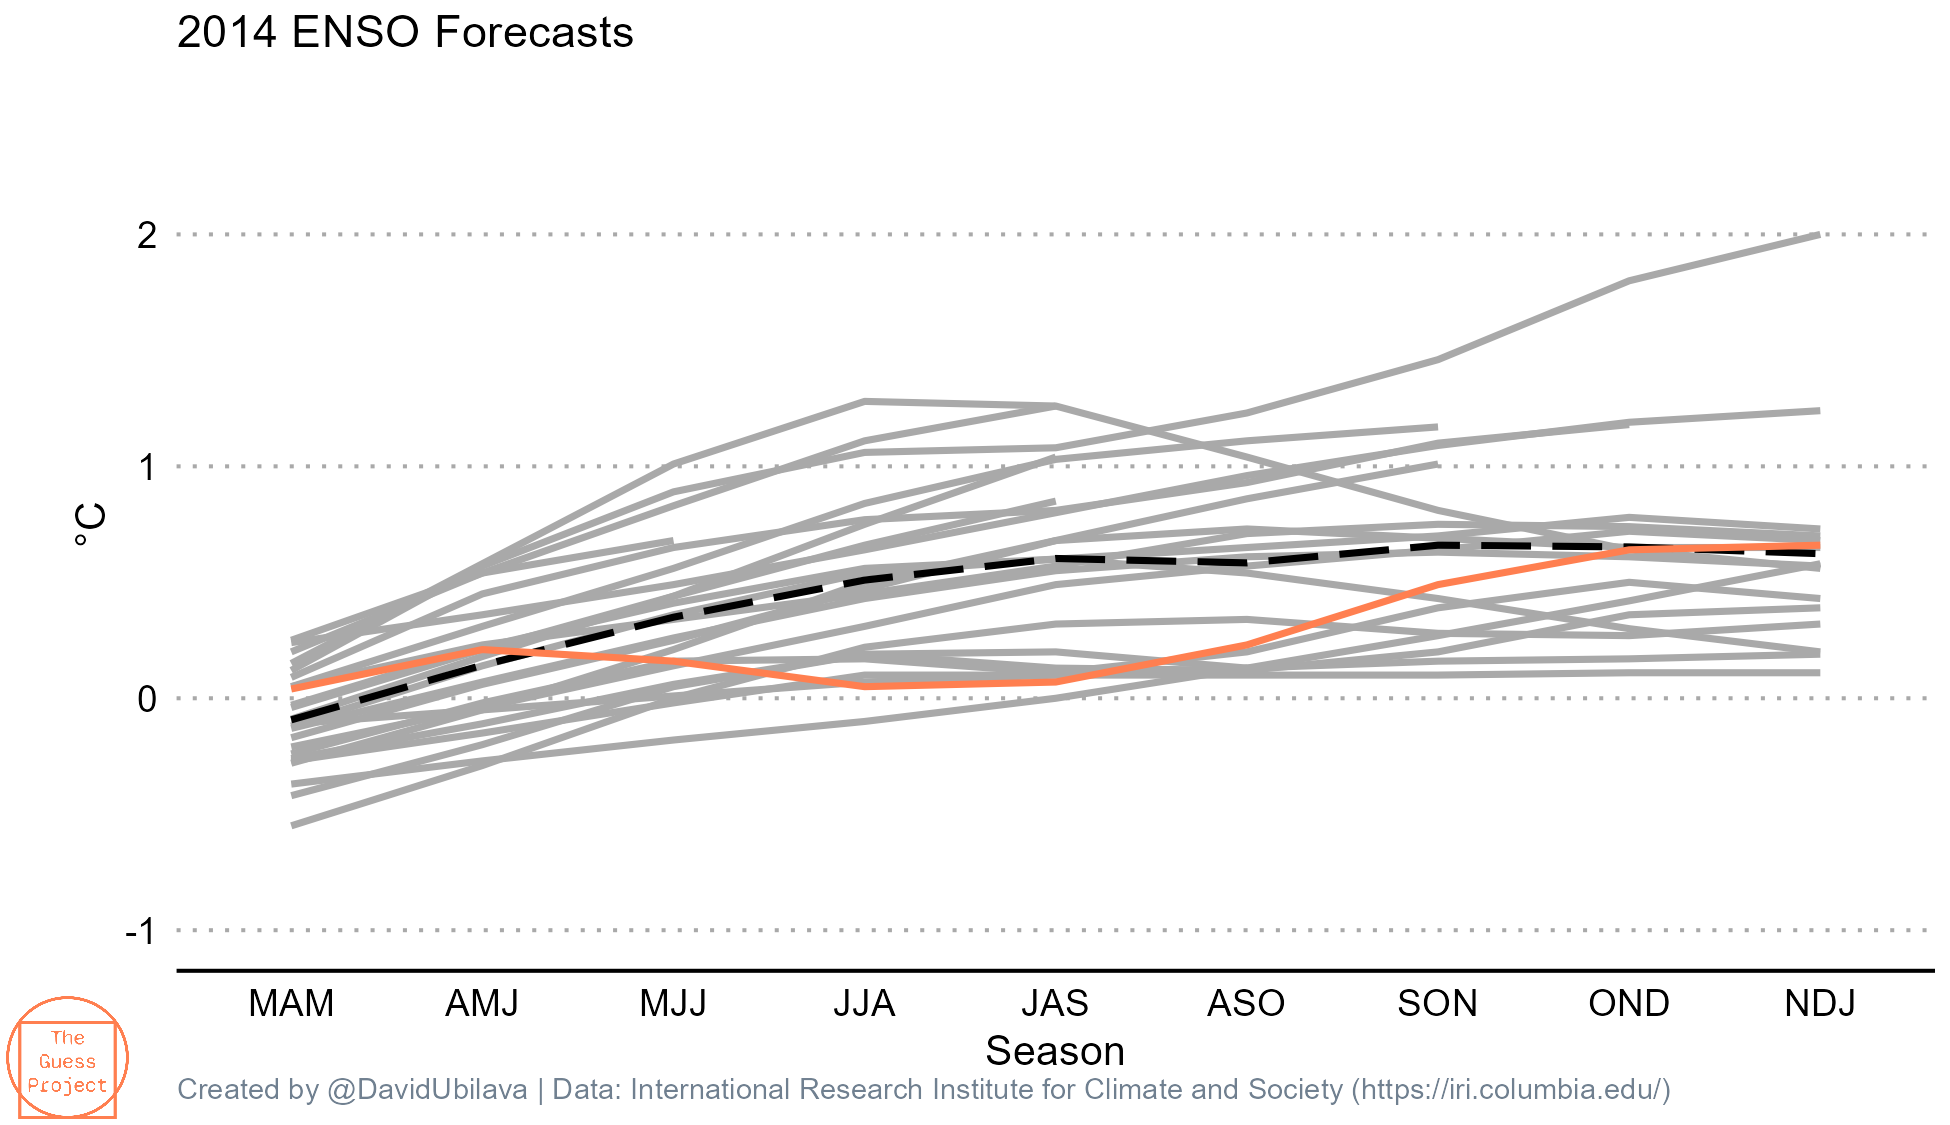 2014 ENSO Forecasts
2
1
0
-1
°C
MAM AMJ MJJ JJA JAS ASO SON OND NDJ
Season
The
Guess
Project
Created by @DavidUbilava | Data: International Research Institute for Climate and Society (https://iri.columbia.edu/)